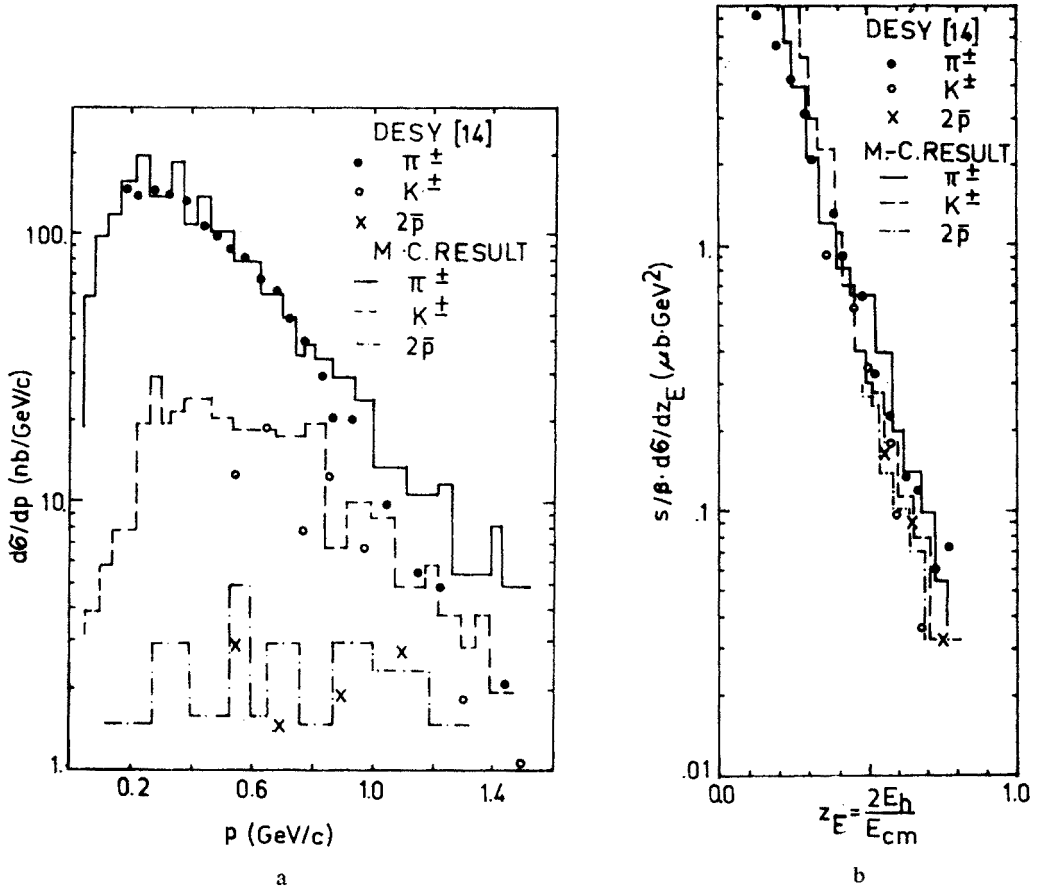 300.
100.
10.
1.
0.2
0.6
1.0
1.4
dσ/dp (nb/GeV/c)
p (GeV/c)
DESY [14]
π±
K±
2p̄
M.-C. RESULT
π±
K±
2p̄
a
DESY [14]
π±
K±
2p̄
M.-C. RESULT
π±
K±
2p̄
1.
.1
.01
0.0
1.0
s/β·dσ/dz_E (μb·GeV²)
z_E = 2E_h/E_cm
b